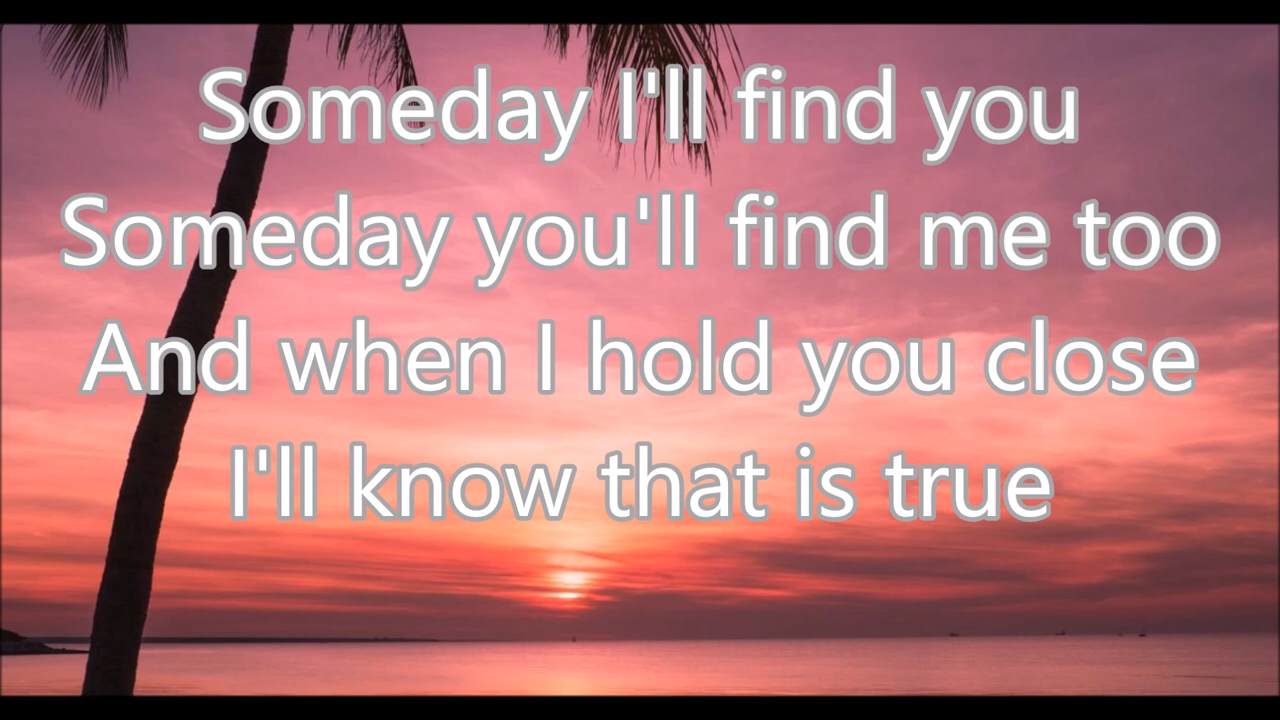 Someday I'll find you
Someday you'll find me too
And when I hold you close
I'll know that is true